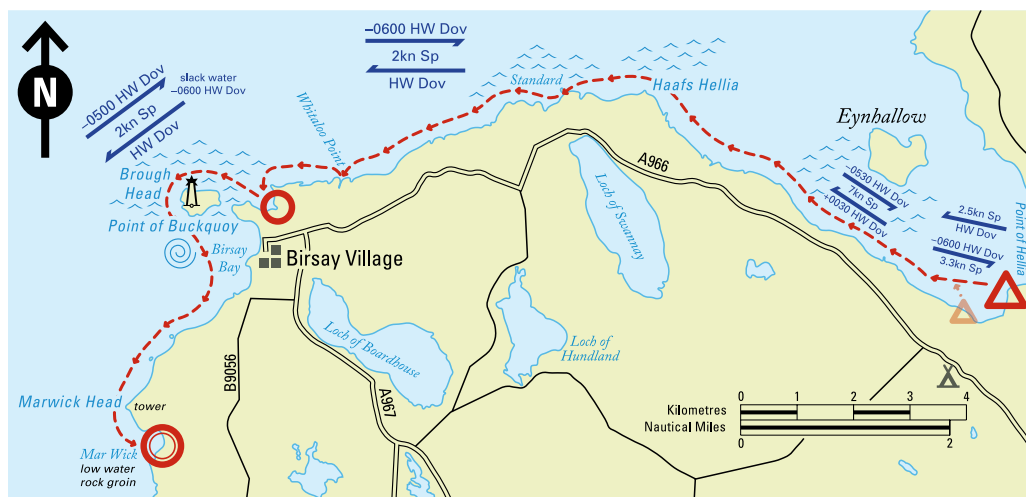 N
–0500 HW Dov
slack water
–0600 HW Dov
2kn Sp
HW Dov
–0600 HW Dov
2kn Sp
HW Dov
Standard
Haafs Hellia
Whitaloo Point
Eynhallow
Brough
Head
Point of Buckquoy
Birsay
Bay
Birsay Village
A966
Loch of Swannay
–0530 HW Dov
7kn Sp
+0030 HW Dov
2.5kn Sp
HW Dov
–0600 HW Dov
3.3kn Sp
Point of Hellia
Loch of Boardhouse
Loch of
Hundland
B9056
A967
Marwick Head
tower
Mar Wick
low water
rock groin
Kilometres
0 1 2 3 4
Nautical Miles
0 2